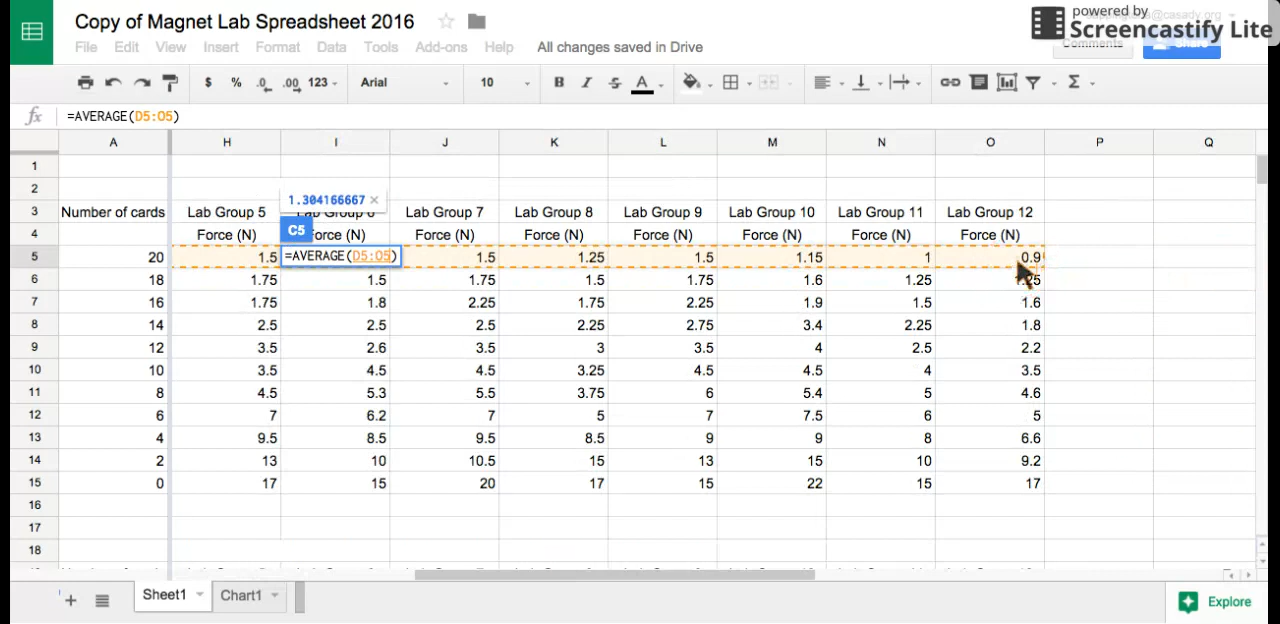 Copy of Magnet Lab Spreadsheet 2016
powered by
Screencastify Lite
@casady.org
File Edit View Insert Format Data Tools Add-ons Help All changes saved in Drive
Comments Share
$ % .0 .00 123 Arial 10 B I S A Σ
fx =AVERAGE(D5:O5)
A H I J K L M N O P Q
1
2
1.304166667 ×
3 Number of cards Lab Group 5 Lab Group 6 Lab Group 7 Lab Group 8 Lab Group 9 Lab Group 10 Lab Group 11 Lab Group 12
4 Force (N) C5 Force (N) Force (N) Force (N) Force (N) Force (N) Force (N) Force (N)
5 20 1.5 =AVERAGE(D5:O5) 1.5 1.25 1.5 1.15 1 0.9
6 18 1.75 1.5 1.75 1.5 1.75 1.6 1.25 1.25
7 16 1.75 1.8 2.25 1.75 2.25 1.9 1.5 1.6
8 14 2.5 2.5 2.5 2.25 2.75 3.4 2.25 1.8
9 12 3.5 2.6 3.5 3 3.5 4 2.5 2.2
10 10 3.5 4.5 4.5 3.25 4.5 4.5 4 3.5
11 8 4.5 5.3 5.5 3.75 6 5.4 5 4.6
12 6 7 6.2 7 5 7 7.5 6 5
13 4 9.5 8.5 9.5 8.5 9 9 8 6.6
14 2 13 10 10.5 15 13 15 10 9.2
15 0 17 15 20 17 15 22 15 17
16
17
18
+ Sheet1 Chart1 Explore